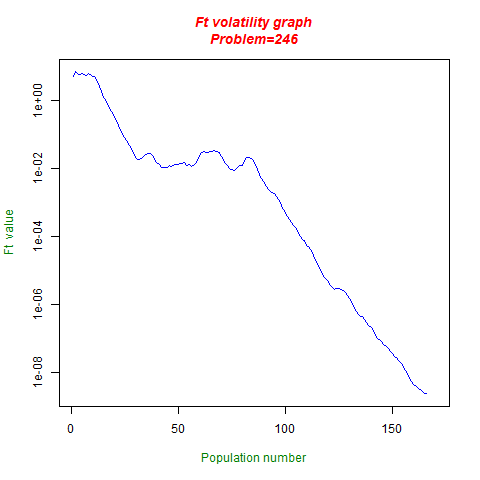 Ft volatility graph
Problem=246
Ft value
1e+00
1e-02
1e-04
1e-06
1e-08
0
50
100
150
Population number